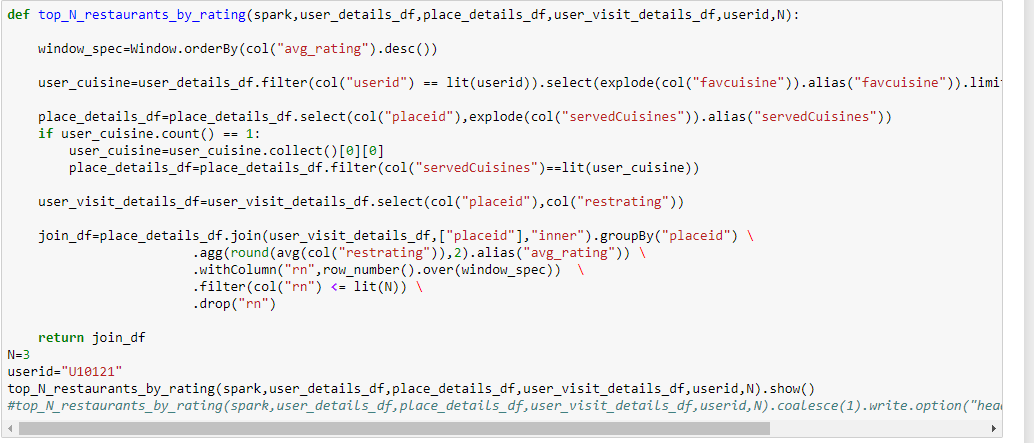 def top_N_restaurants_by_rating(spark,user_details_df,place_details_df,user_visit_details_df,userid,N):
window_spec=Window.orderBy(col("avg_rating").desc())
user_cuisine=user_details_df.filter(col("userid") == lit(userid)).select(explode(col("favcuisine")).alias("favcuisine")).limi
place_details_df=place_details_df.select(col("placeid"),explode(col("servedCuisines")).alias("servedCuisines"))
if user_cuisine.count() == 1:
user_cuisine=user_cuisine.collect()[0][0]
place_details_df=place_details_df.filter(col("servedCuisines")==lit(user_cuisine))
user_visit_details_df=user_visit_details_df.select(col("placeid"),col("restrating"))
join_df=place_details_df.join(user_visit_details_df,["placeid"],"inner").groupBy("placeid") \
.agg(round(avg(col("restrating")),2).alias("avg_rating")) \
.withColumn("rn",row_number().over(window_spec)) \
.filter(col("rn") <= lit(N)) \
.drop("rn")
return join_df
N=3
userid="U10121"
top_N_restaurants_by_rating(spark,user_details_df,place_details_df,user_visit_details_df,userid,N).show()
#top_N_restaurants_by_rating(spark,user_details_df,place_details_df,user_visit_details_df,userid,N).coalesce(1).write.option("head